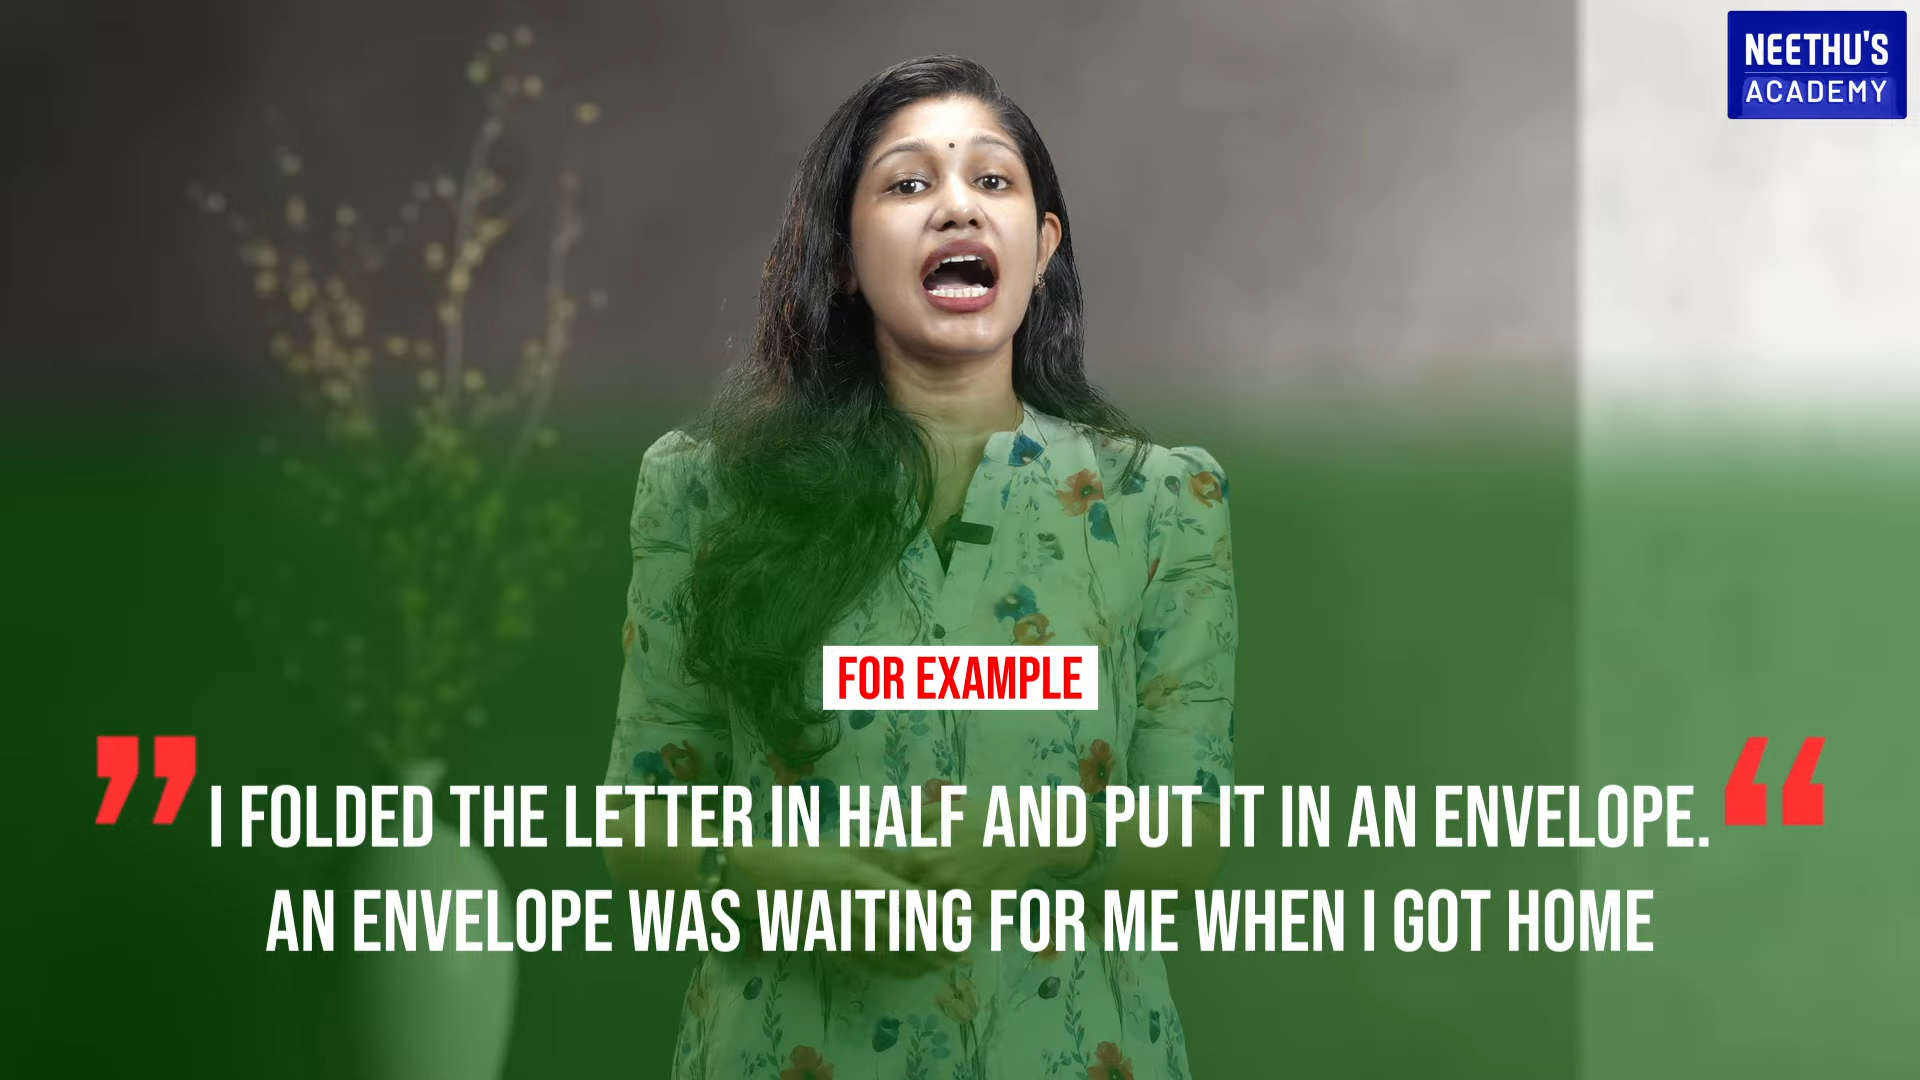 NEETHU'S
ACADEMY
FOR EXAMPLE
" I FOLDED THE LETTER IN HALF AND PUT IT IN AN ENVELOPE. "
AN ENVELOPE WAS WAITING FOR ME WHEN I GOT HOME